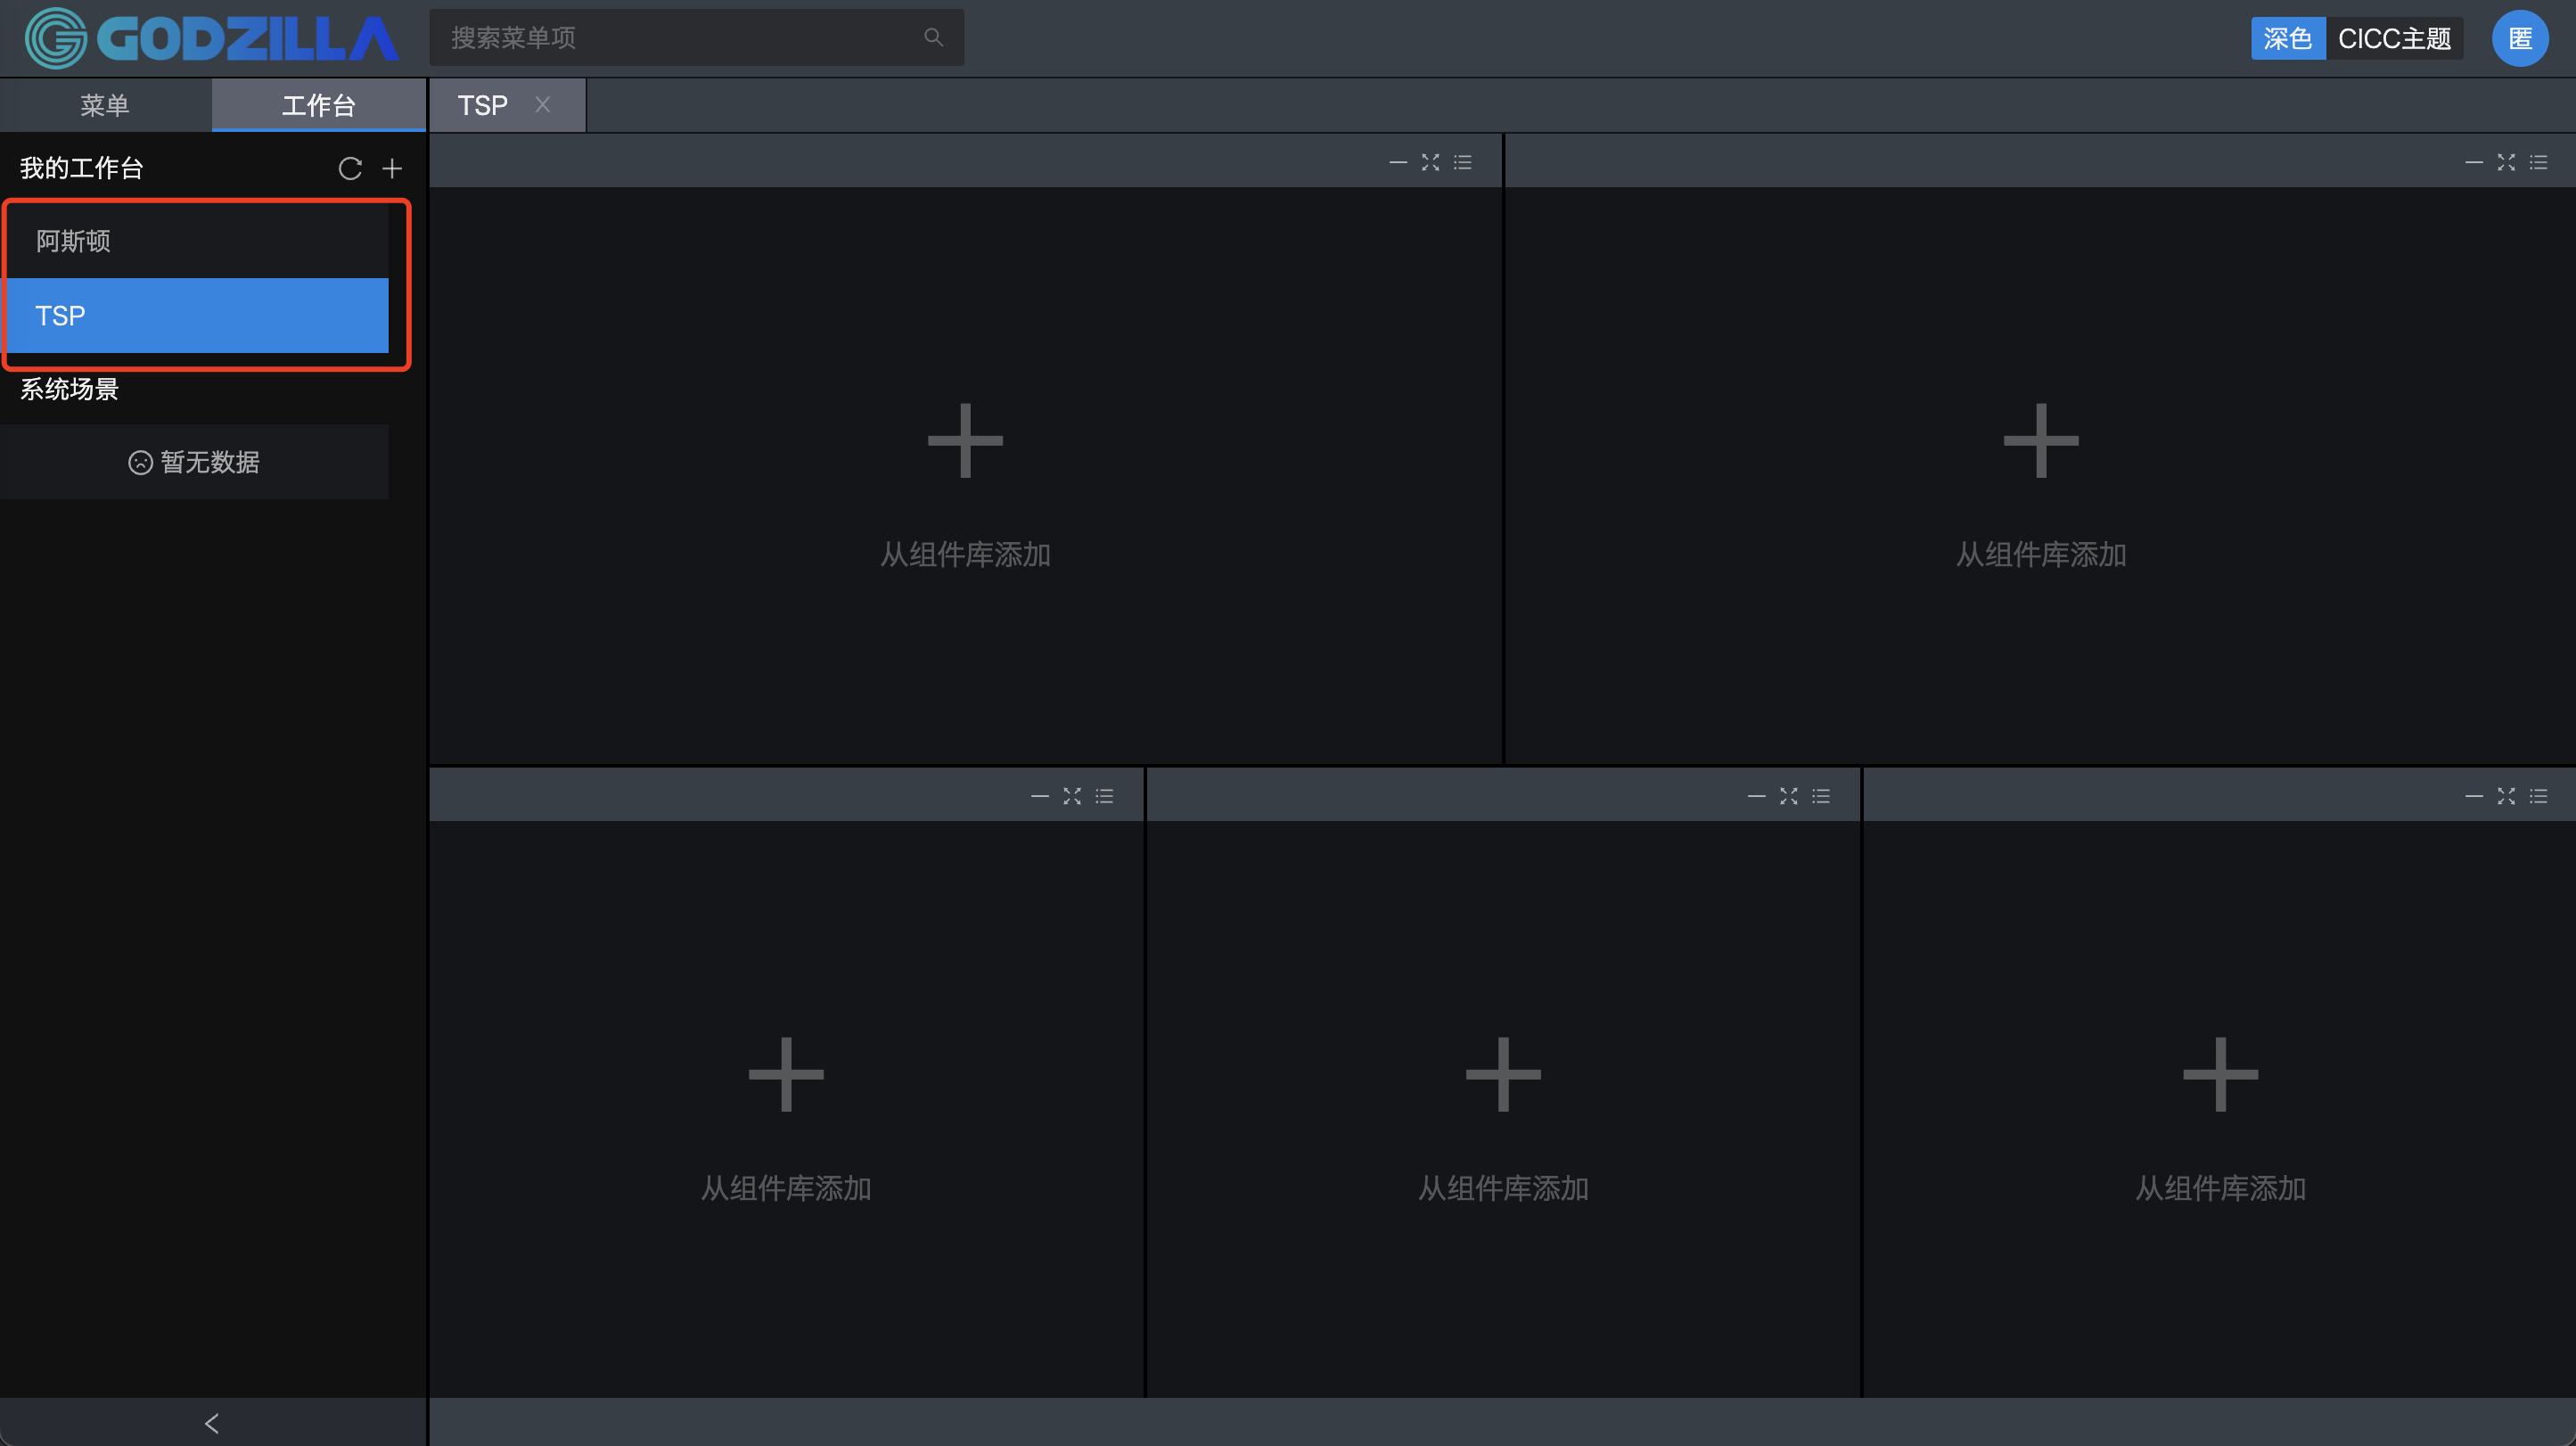 GODZILLA
搜索菜单项
深色 CICC主题 匿
菜单 工作台 TSP
我的工作台
阿斯顿
TSP
系统场景
暂无数据
从组件库添加 从组件库添加
从组件库添加 从组件库添加 从组件库添加